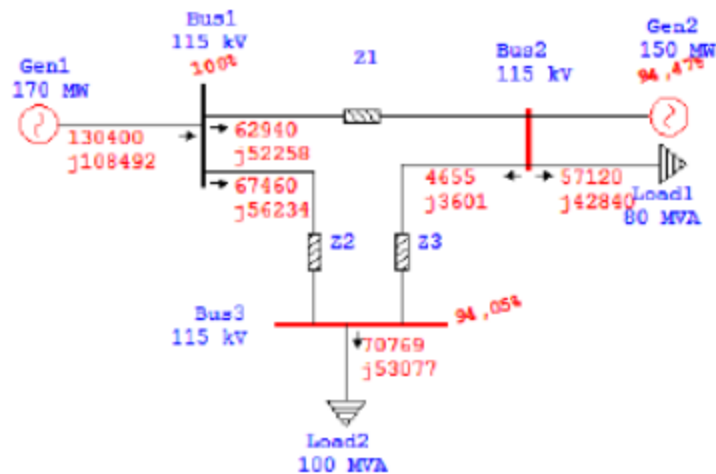 Bus1
115 kV
100%
Gen1
170 MW
130400
j108492
62940
j52258
67460
j56234
Z1
Bus2
115 kV
Gen2
150 MW
94,47%
4655
j3601
57120
j42840
Load1
80 MVA
Z2
Z3
Bus3
115 kV
94,05%
70769
j53077
Load2
100 MVA